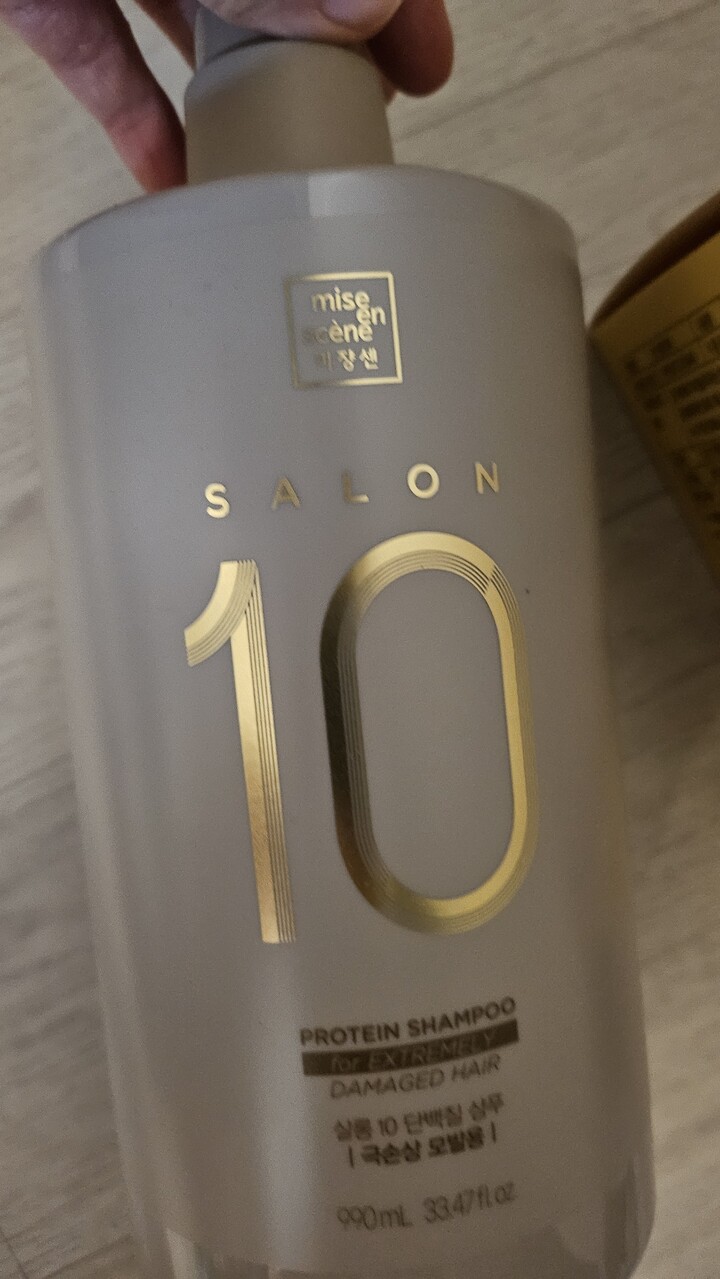 mise
en
scène
미쟝센
SALON
10
PROTEIN SHAMPOO
for EXTREMELY
DAMAGED HAIR
살롱 10 단백질 샴푸
| 극손상 모발용 |
990mL 33.47fl.oz